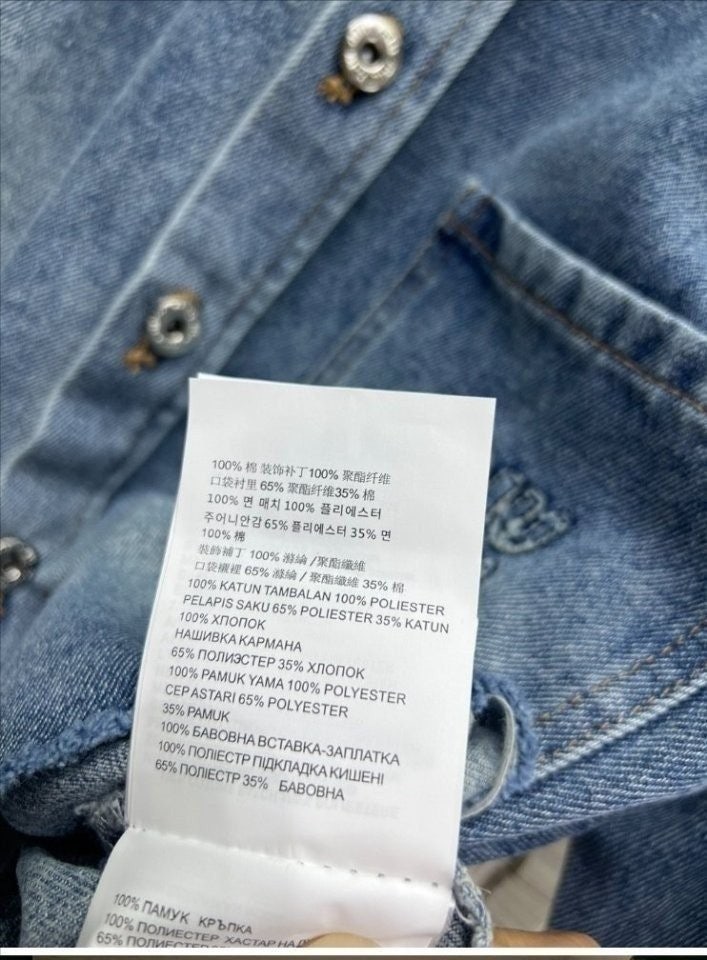 100% 棉 装饰补丁100% 聚酯纤维
口袋衬里 65% 聚酯纤维35% 棉
100% 면 매치 100% 플리에스터
주어니안감 65% 플리에스터 35% 면
100% 棉
裝飾補丁 100% 滌綸 /聚酯纖維
口袋襯裡 65% 滌綸 / 聚酯纖維 35% 棉
100% KATUN TAMBALAN 100% POLIESTER
PELAPIS SAKU 65% POLIESTER 35% KATUN
100% ХЛОПОК
НАШИВКА КАРМАНА
65% ПОЛИЭСТЕР 35% ХЛОПОК
100% PAMUK YAMA 100% POLYESTER
CEP ASTARI 65% POLYESTER
35% PAMUK
100% БАВОВНА ВСТАВКА-ЗАПЛАТКА
100% ПОЛІЕСТР ПІДКЛАДКА КИШЕНІ
65% ПОЛІЕСТР 35% БАВОВНА
100% ПАМУК КРЪПКА
100% ПОЛИЕСТЕР ХАСТАР НА
65% ПОЛИЕСТЕР